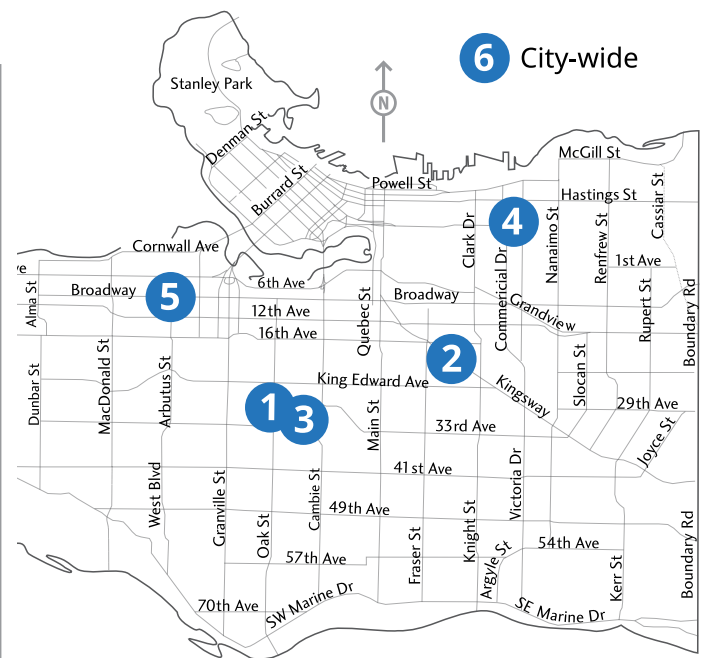 6 City-wide
Stanley Park
N
Denman St
McGill St
Burrard St
Powell St
Hastings St
Cassiar St
4
Clark Dr
Nanaimo St
Renfrew St
Cornwall Ave
1st Ave
ve
Commericial Dr
6th Ave
Broadway
5
Broadway
Alma St
Quebec St
Grandview
Rupert St
Boundary Rd
12th Ave
16th Ave
2
Dunbar St
MacDonald St
Arbutus St
King Edward Ave
Kingsway
Slocan St
1
3
29th Ave
Main St
33rd Ave
Joyce St
41st Ave
West Blvd
Granville St
Oak St
Cambie St
49th Ave
Victoria Dr
Knight St
Fraser St
Argyle St
54th Ave
Boundary Rd
57th Ave
Kerr St
70th Ave
SW Marine Dr
SE Marine Dr